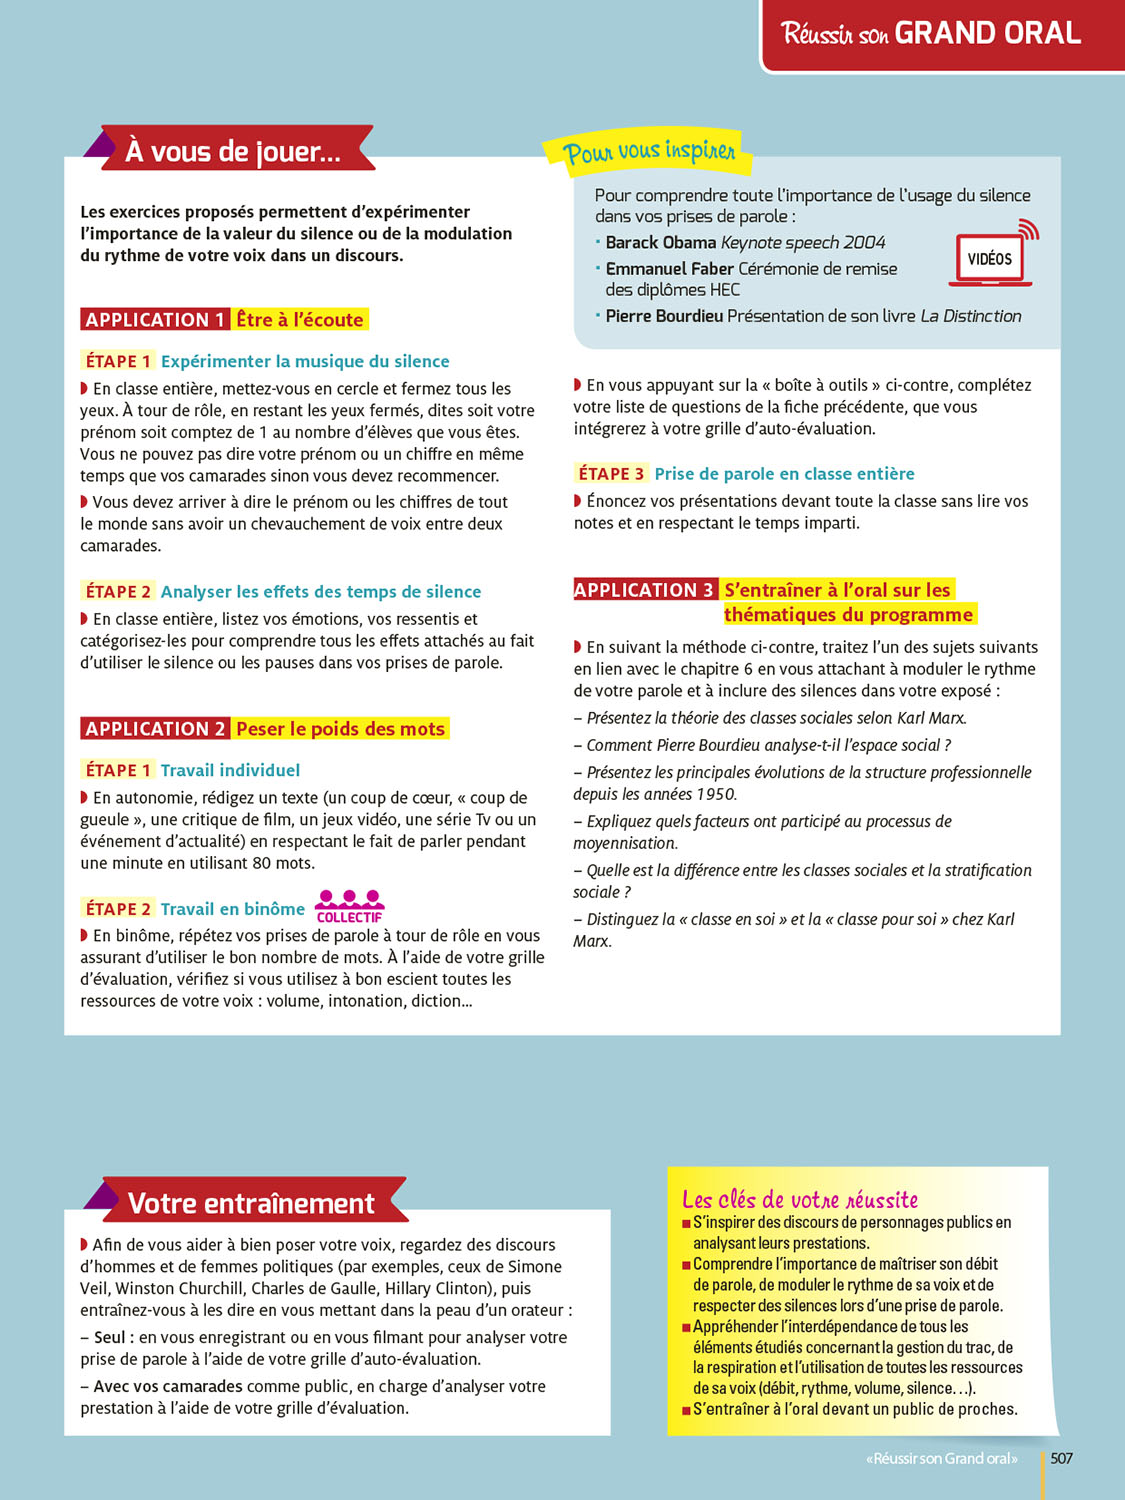 Réussir son GRAND ORAL
À vous de jouer...
Les exercices proposés permettent d'expérimenter
l'importance de la valeur du silence ou de la modulation
du rythme de votre voix dans un discours.
APPLICATION 1 Être à l'écoute
ÉTAPE 1 Expérimenter la musique du silence
En classe entière, mettez-vous en cercle et fermez tous les
yeux. À tour de rôle, en restant les yeux fermés, dites soit votre
prénom soit comptez de 1 au nombre d'élèves que vous êtes.
Vous ne pouvez pas dire votre prénom ou un chiffre en même
temps que vos camarades sinon vous devez recommencer.
Vous devez arriver à dire le prénom ou les chiffres de tout
le monde sans avoir un chevauchement de voix entre deux
camarades.
ÉTAPE 2 Analyser les effets des temps de silence
En classe entière, listez vos émotions, vos ressentis et
catégorisez-les pour comprendre tous les effets attachés au fait
d'utiliser le silence ou les pauses dans vos prises de parole.
APPLICATION 2 Peser le poids des mots
ÉTAPE 1 Travail individuel
En autonomie, rédigez un texte (un coup de cœur, « coup de
gueule », une critique de film, un jeux vidéo, une série Tv ou un
événement d'actualité) en respectant le fait de parler pendant
une minute en utilisant 80 mots.
ÉTAPE 2 Travail en binôme COLLECTIF
En binôme, répétez vos prises de parole à tour de rôle en vous
assurant d'utiliser le bon nombre de mots. À l'aide de votre grille
d'évaluation, vérifiez si vous utilisez à bon escient toutes les
ressources de votre voix : volume, intonation, diction...
Pour vous inspirer
Pour comprendre toute l'importance de l'usage du silence
dans vos prises de parole :
• Barack Obama Keynote speech 2004
• Emmanuel Faber Cérémonie de remise
des diplômes HEC
• Pierre Bourdieu Présentation de son livre La Distinction
VIDÉOS
En vous appuyant sur la « boîte à outils » ci-contre, complétez
votre liste de questions de la fiche précédente, que vous
intégrerez à votre grille d'auto-évaluation.
ÉTAPE 3 Prise de parole en classe entière
Énoncez vos présentations devant toute la classe sans lire vos
notes et en respectant le temps imparti.
APPLICATION 3 S'entraîner à l'oral sur les
thématiques du programme
En suivant la méthode ci-contre, traitez l'un des sujets suivants
en lien avec le chapitre 6 en vous attachant à moduler le rythme
de votre parole et à inclure des silences dans votre exposé :
– Présentez la théorie des classes sociales selon Karl Marx.
– Comment Pierre Bourdieu analyse-t-il l'espace social ?
– Présentez les principales évolutions de la structure professionnelle
depuis les années 1950.
– Expliquez quels facteurs ont participé au processus de
moyennisation.
– Quelle est la différence entre les classes sociales et la stratification
sociale ?
– Distinguez la « classe en soi » et la « classe pour soi » chez Karl
Marx.
Votre entraînement
Afin de vous aider à bien poser votre voix, regardez des discours
d'hommes et de femmes politiques (par exemples, ceux de Simone
Veil, Winston Churchill, Charles de Gaulle, Hillary Clinton), puis
entraînez-vous à les dire en vous mettant dans la peau d'un orateur :
– Seul : en vous enregistrant ou en vous filmant pour analyser votre
prise de parole à l'aide de votre grille d'auto-évaluation.
– Avec vos camarades comme public, en charge d'analyser votre
prestation à l'aide de votre grille d'évaluation.
Les clés de votre réussite
S'inspirer des discours de personnages publics en
analysant leurs prestations.
Comprendre l'importance de maîtriser son débit
de parole, de moduler le rythme de sa voix et de
respecter des silences lors d'une prise de parole.
Appréhender l'interdépendance de tous les
éléments étudiés concernant la gestion du trac, de
la respiration et l'utilisation de toutes les ressources
de sa voix (débit, rythme, volume, silence...).
S'entraîner à l'oral devant un public de proches.
«Réussir son Grand oral» 507